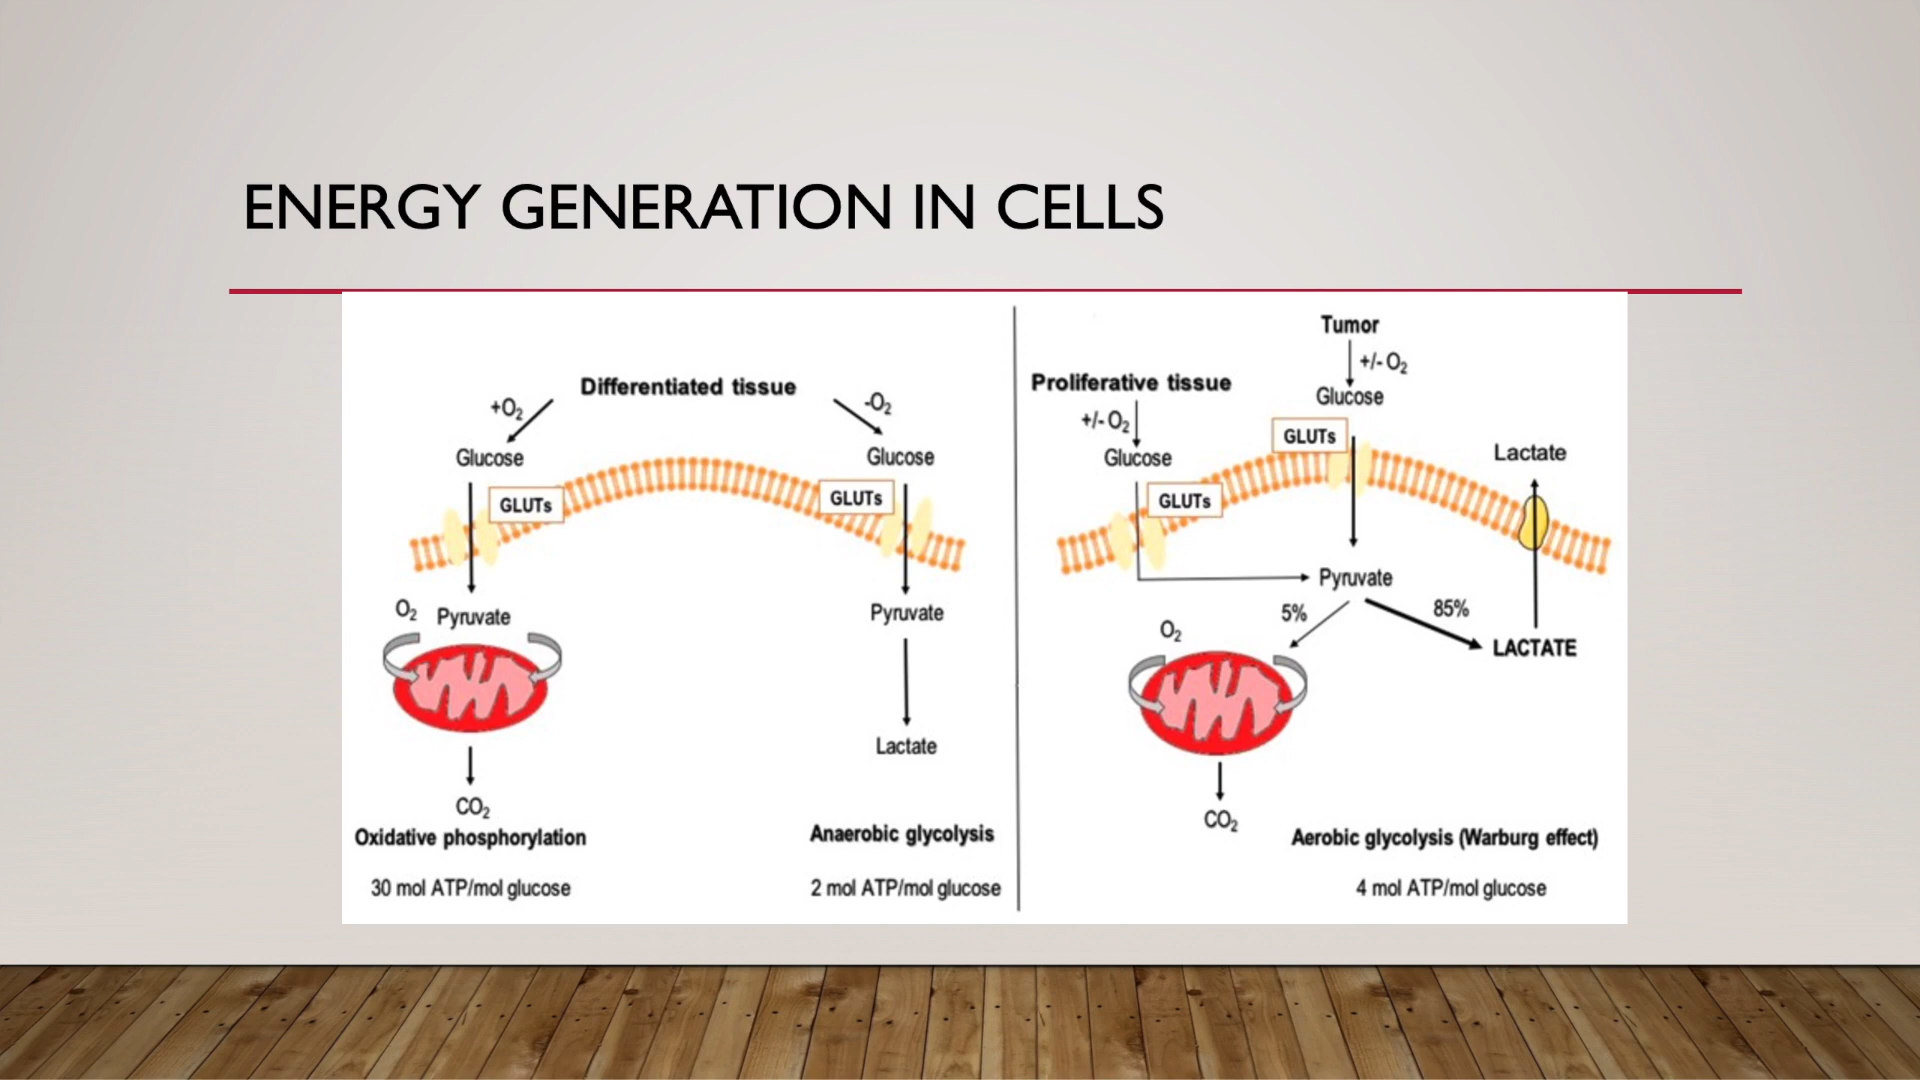 ENERGY GENERATION IN CELLS
Differentiated tissue
+O₂
-O₂
Glucose
Glucose
GLUTs
GLUTs
O₂
Pyruvate
Pyruvate
Lactate
CO₂
Oxidative phosphorylation
Anaerobic glycolysis
30 mol ATP/mol glucose
2 mol ATP/mol glucose
Tumor
+/- O₂
Glucose
Proliferative tissue
+/- O₂
Glucose
GLUTs
GLUTs
Lactate
Pyruvate
5%
85%
LACTATE
O₂
CO₂
Aerobic glycolysis (Warburg effect)
4 mol ATP/mol glucose